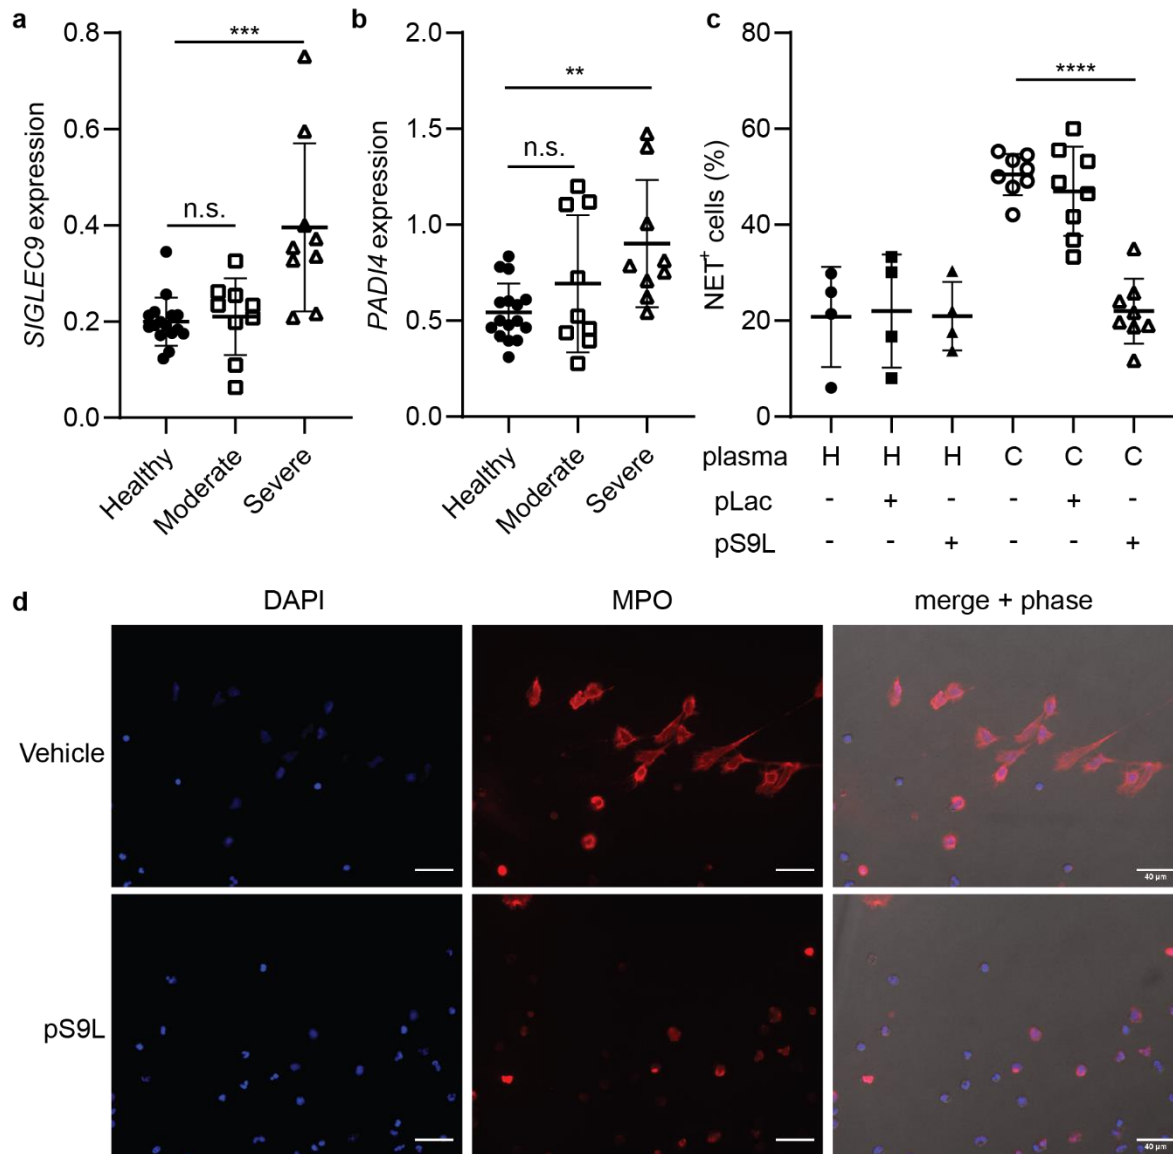 a
0.8
0.6
0.4
0.2
0.0
SIGLEC9 expression
***
n.s.
Healthy
Moderate
Severe
b
2.0
1.5
1.0
0.5
0.0
PADI4 expression
**
n.s.
Healthy
Moderate
Severe
c
80
60
40
20
0
NET+ cells (%)
****
plasma H H H C C C
pLac - + - - + -
pS9L - - + - - +
d
DAPI MPO merge + phase
Vehicle
40 µm
pS9L
40 µm